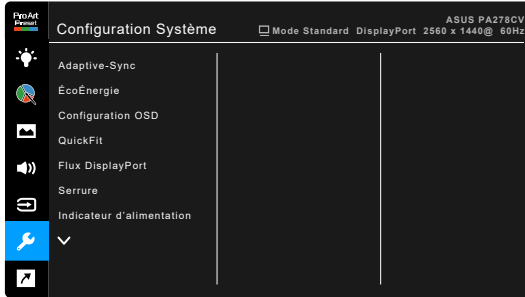 ProArt
Preset
Configuration Système
ASUS PA278CV
Mode Standard DisplayPort 2560 x 1440@ 60Hz
Adaptive-Sync
ÉcoÉnergie
Configuration OSD
QuickFit
Flux DisplayPort
Serrure
Indicateur d’alimentation